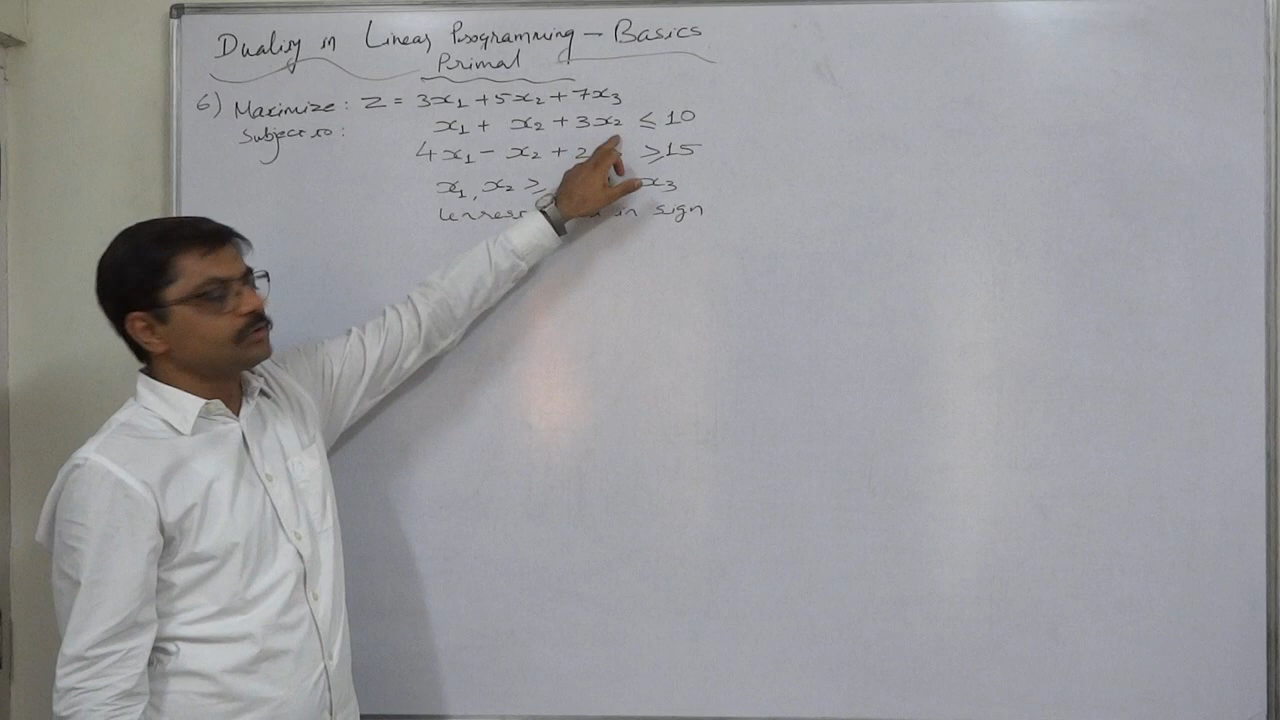 Duality in Linear Programming - Basics
Primal
6) Maximize: Z = 3x₁ + 5x₂ + 7x₃
Subject to: x₁ + x₂ + 3x₂ ≤ 10
4x₁ - x₂ + 2 ≥ 15
x₁, x₂ ≥ x₃
in sign